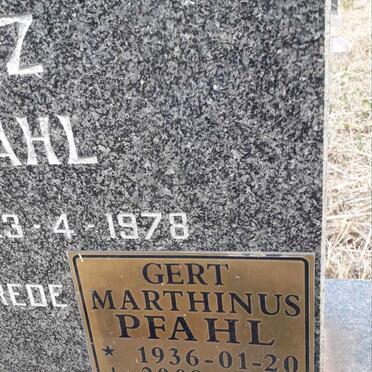 Z
AHL
3-4-1978
REDE
GERT
MARTHINUS
PFAHL
* 1936-01-20